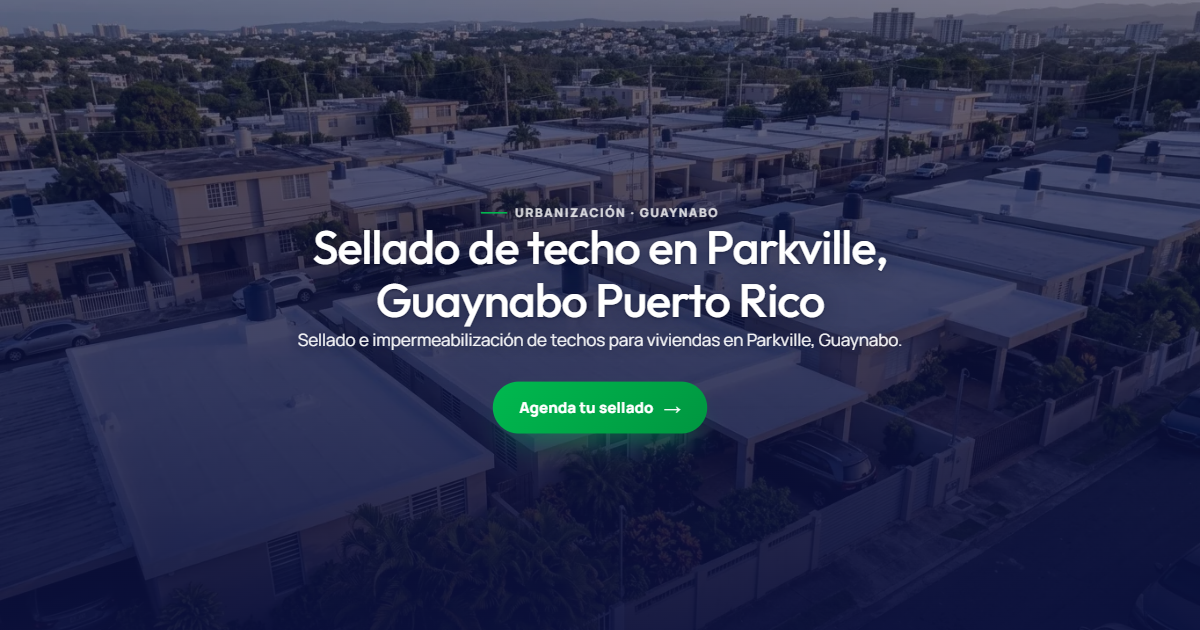 URBANIZACIÓN · GUAYNABO
Sellado de techo en Parkville,
Guaynabo Puerto Rico
Sellado e impermeabilización de techos para viviendas en Parkville, Guaynabo.
Agenda tu sellado →